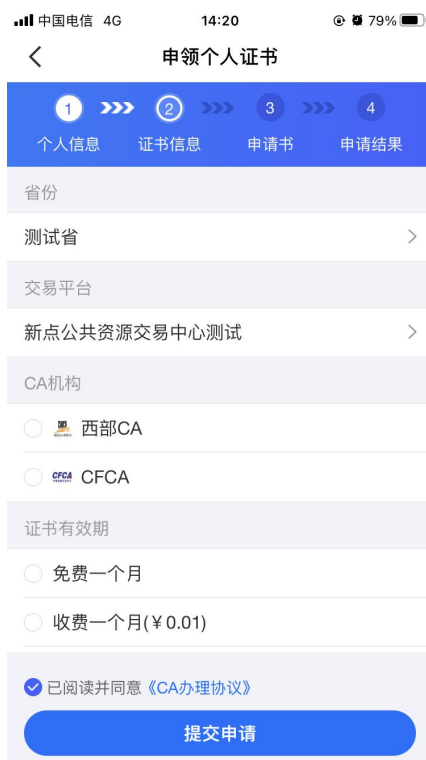 中国电信 4G 14:20 79%
申领个人证书
1 2 3 4
个人信息 证书信息 申请书 申请结果
省份
测试省
交易平台
新点公共资源交易中心测试
CA机构
西部CA
CFCA CFCA
证书有效期
免费一个月
收费一个月(¥0.01)
已阅读并同意《CA办理协议》
提交申请